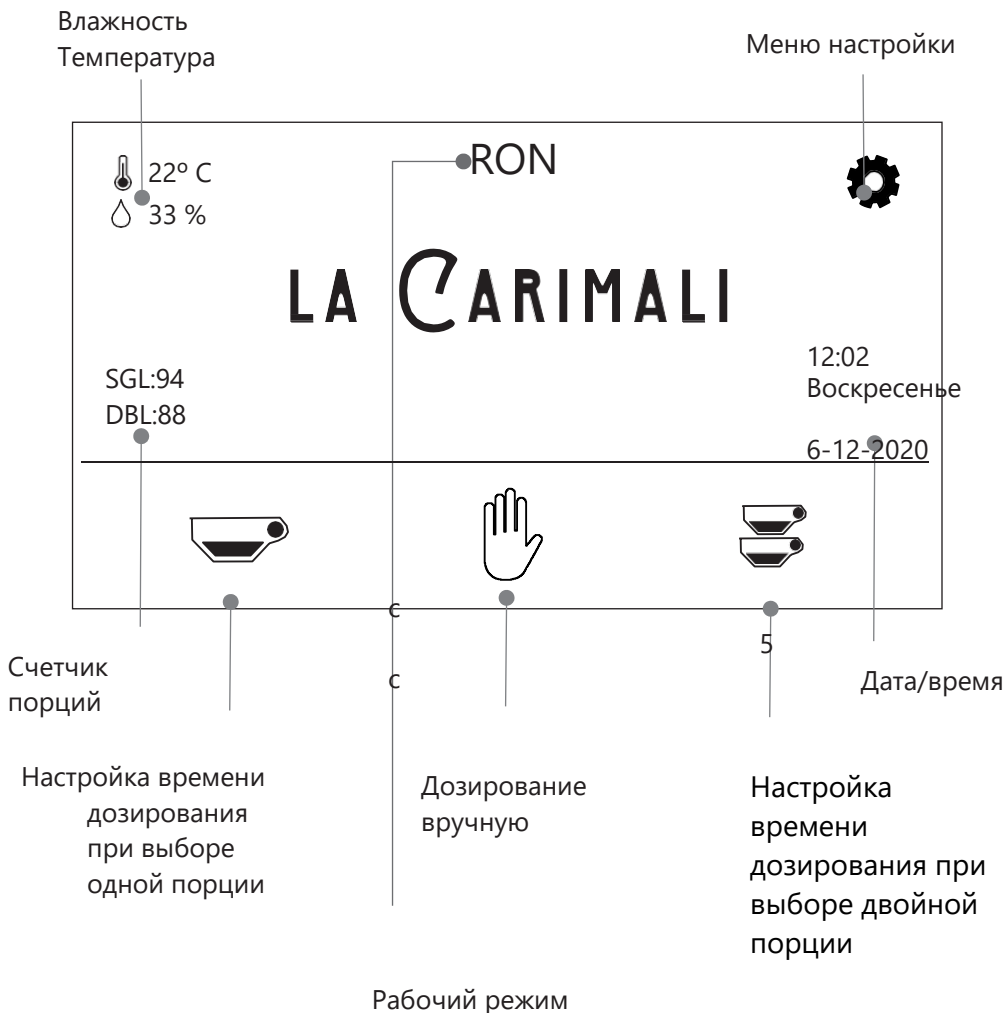 Влажность
Температура
Меню настройки
22º C
RON
33 %
LA CARIMALI
12:02
Воскресенье
6-12-2020
SGL:94
DBL:88
с
5
с
Счетчик
порций
Дата/время
Настройка времени
дозирования
при выборе
одной порции
Дозирование
вручную
Настройка
времени
дозирования при
выборе двойной
порции
Рабочий режим